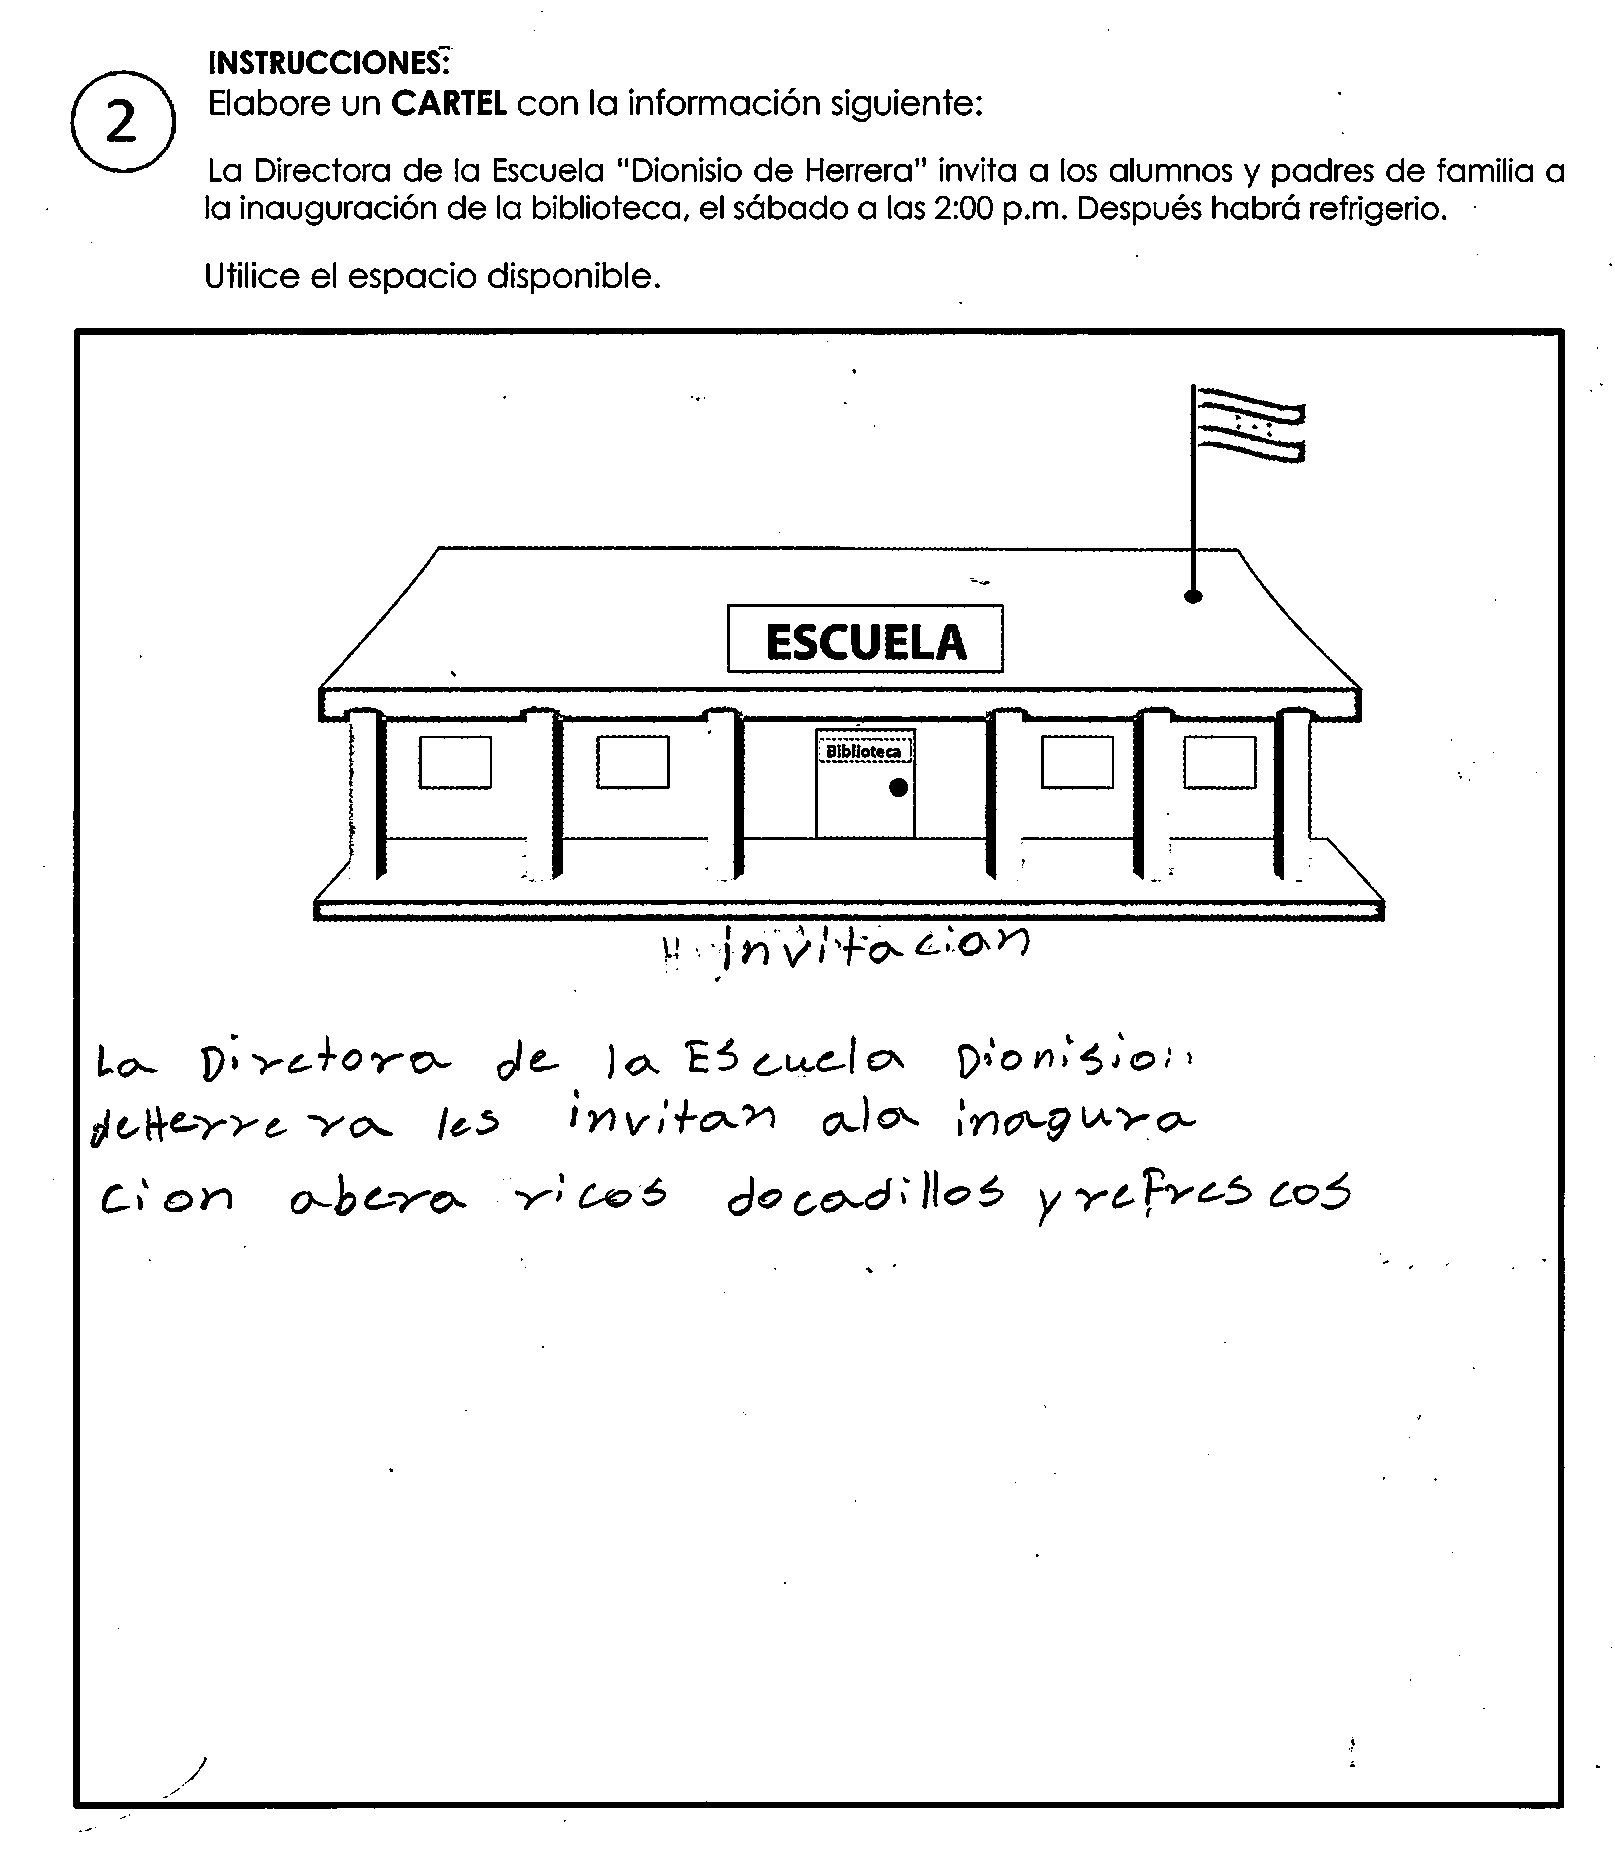 INSTRUCCIONES:
2
Elabore un CARTEL con la información siguiente:
La Directora de la Escuela "Dionisio de Herrera" invita a los alumnos y padres de familia a
la inauguración de la biblioteca, el sábado a las 2:00 p.m. Después habrá refrigerio.
Utilice el espacio disponible.
ESCUELA
Biblioteca
invitacion
La Dirctora de la Escuela Dionision
deHerrera les invitan ala inagura
cion abera ricos docadillos y refrescos